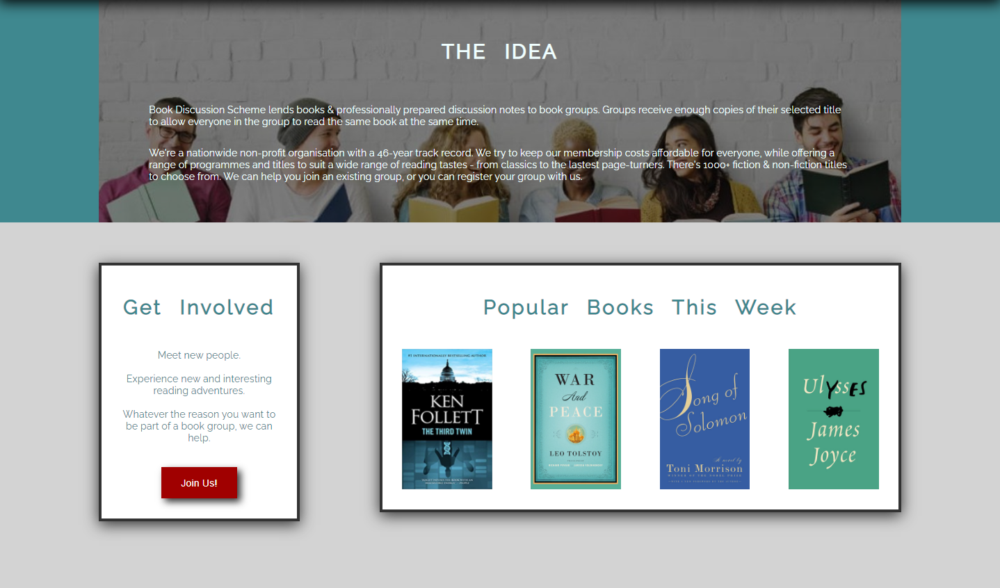 THE IDEA
Book Discussion Scheme lends books & professionally prepared discussion notes to book groups. Groups receive enough copies of their selected title
to allow everyone in the group to read the same book at the same time.
We're a nationwide non-profit organisation with a 46-year track record. We try to keep our membership costs affordable for everyone, while offering a
range of programmes and titles to suit a wide range of reading tastes - from classics to the lastest page-turners. There's 1000+ fiction & non-fiction titles
to choose from. We can help you join an existing group, or you can register your group with us.
Get Involved
Meet new people.
Experience new and interesting
reading adventures.
Whatever the reason you want to
be part of a book group, we can
help.
Join Us!
Popular Books This Week
#1 INTERNATIONALLY BESTSELLING AUTHOR
KEN
FOLLETT
THE THIRD TWIN
WAR
And
PEACE
LEO TOLSTOY
Song of
Solomon
A novel by
Toni Morrison
WINNER OF THE NOBEL PRIZE
Ulysses
James
Joyce